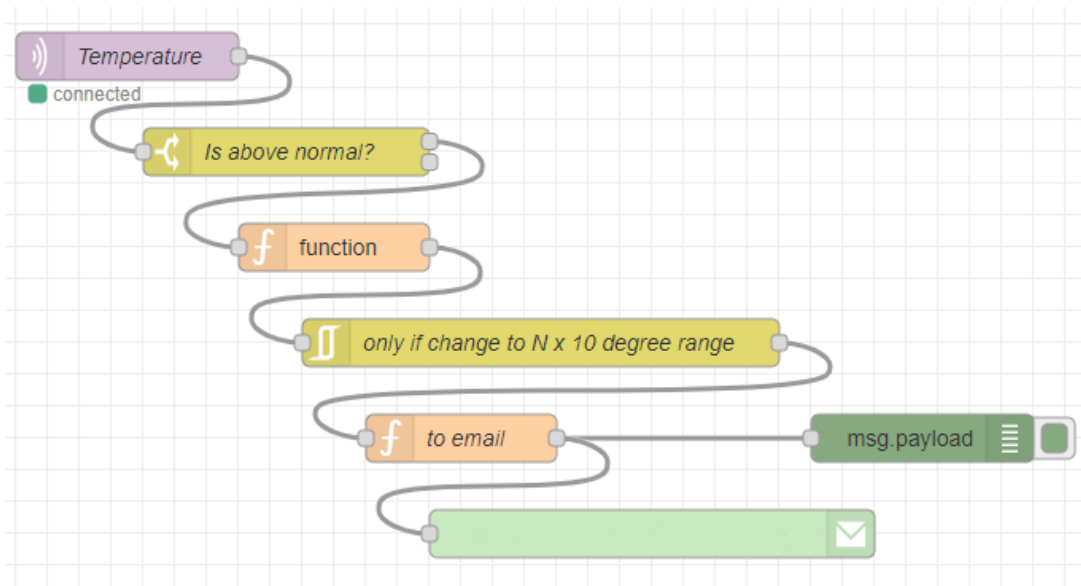 Temperature
connected
Is above normal?
function
only if change to N x 10 degree range
to email
msg.payload